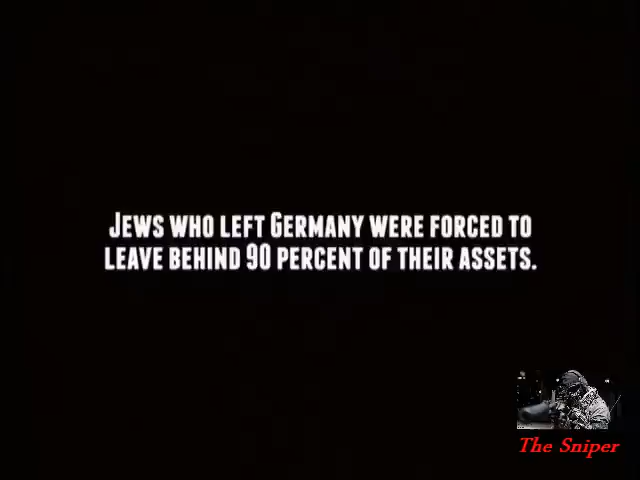 Jews who left Germany were forced to
leave behind 90 percent of their assets.
The Sniper